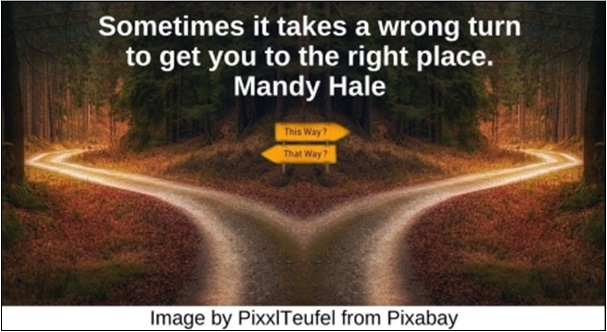 Sometimes it takes a wrong turn
to get you to the right place.
Mandy Hale
This Way?
That Way?
Image by PixxlTeufel from Pixabay